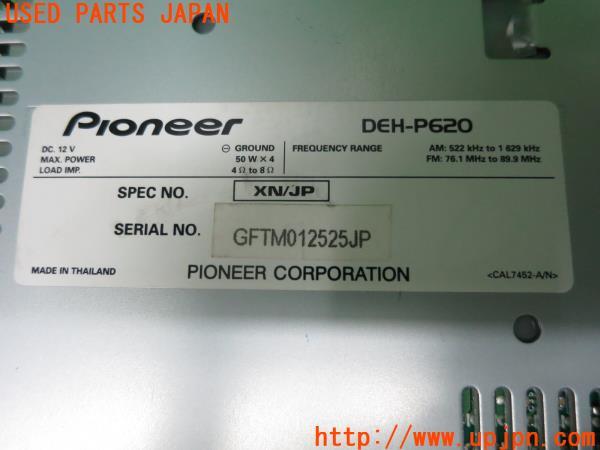 USED PARTS JAPAN
Pioneer DEH-P620
DC. 12 V ⊖ GROUND FREQUENCY RANGE AM: 522 kHz to 1 629 kHz
MAX. POWER 50 W × 4 FM: 76.1 MHz to 89.9 MHz
LOAD IMP. 4 Ω to 8 Ω
SPEC NO. XN/JP
SERIAL NO. GFTM012525JP
MADE IN THAILAND PIONEER CORPORATION <CAL7452-A/N>
http://www.upjpn.com/